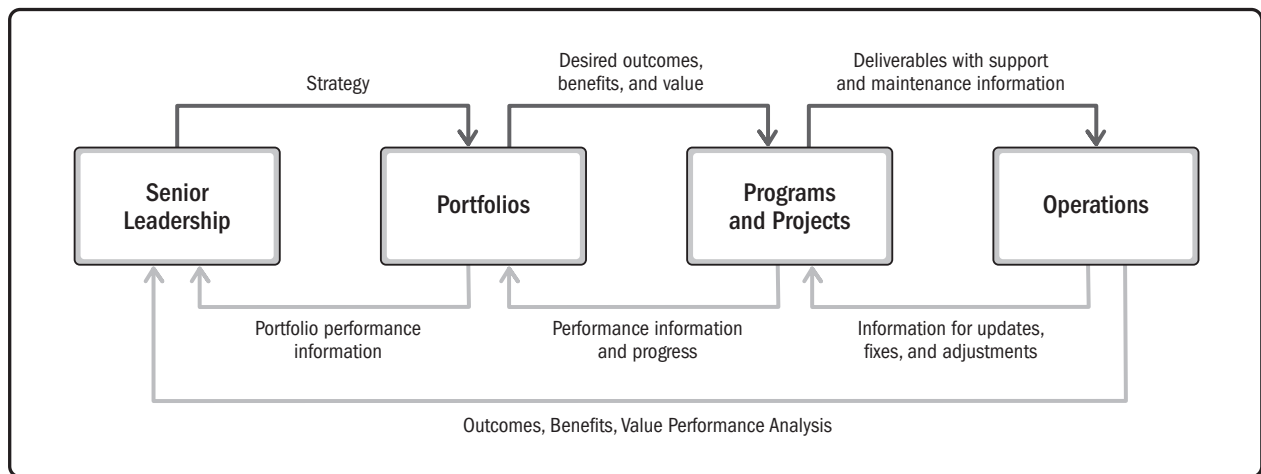 Strategy
Desired outcomes,
benefits, and value
Deliverables with support
and maintenance information
Senior
Leadership
Portfolios
Programs
and Projects
Operations
Portfolio performance
information
Performance information
and progress
Information for updates,
fixes, and adjustments
Outcomes, Benefits, Value Performance Analysis